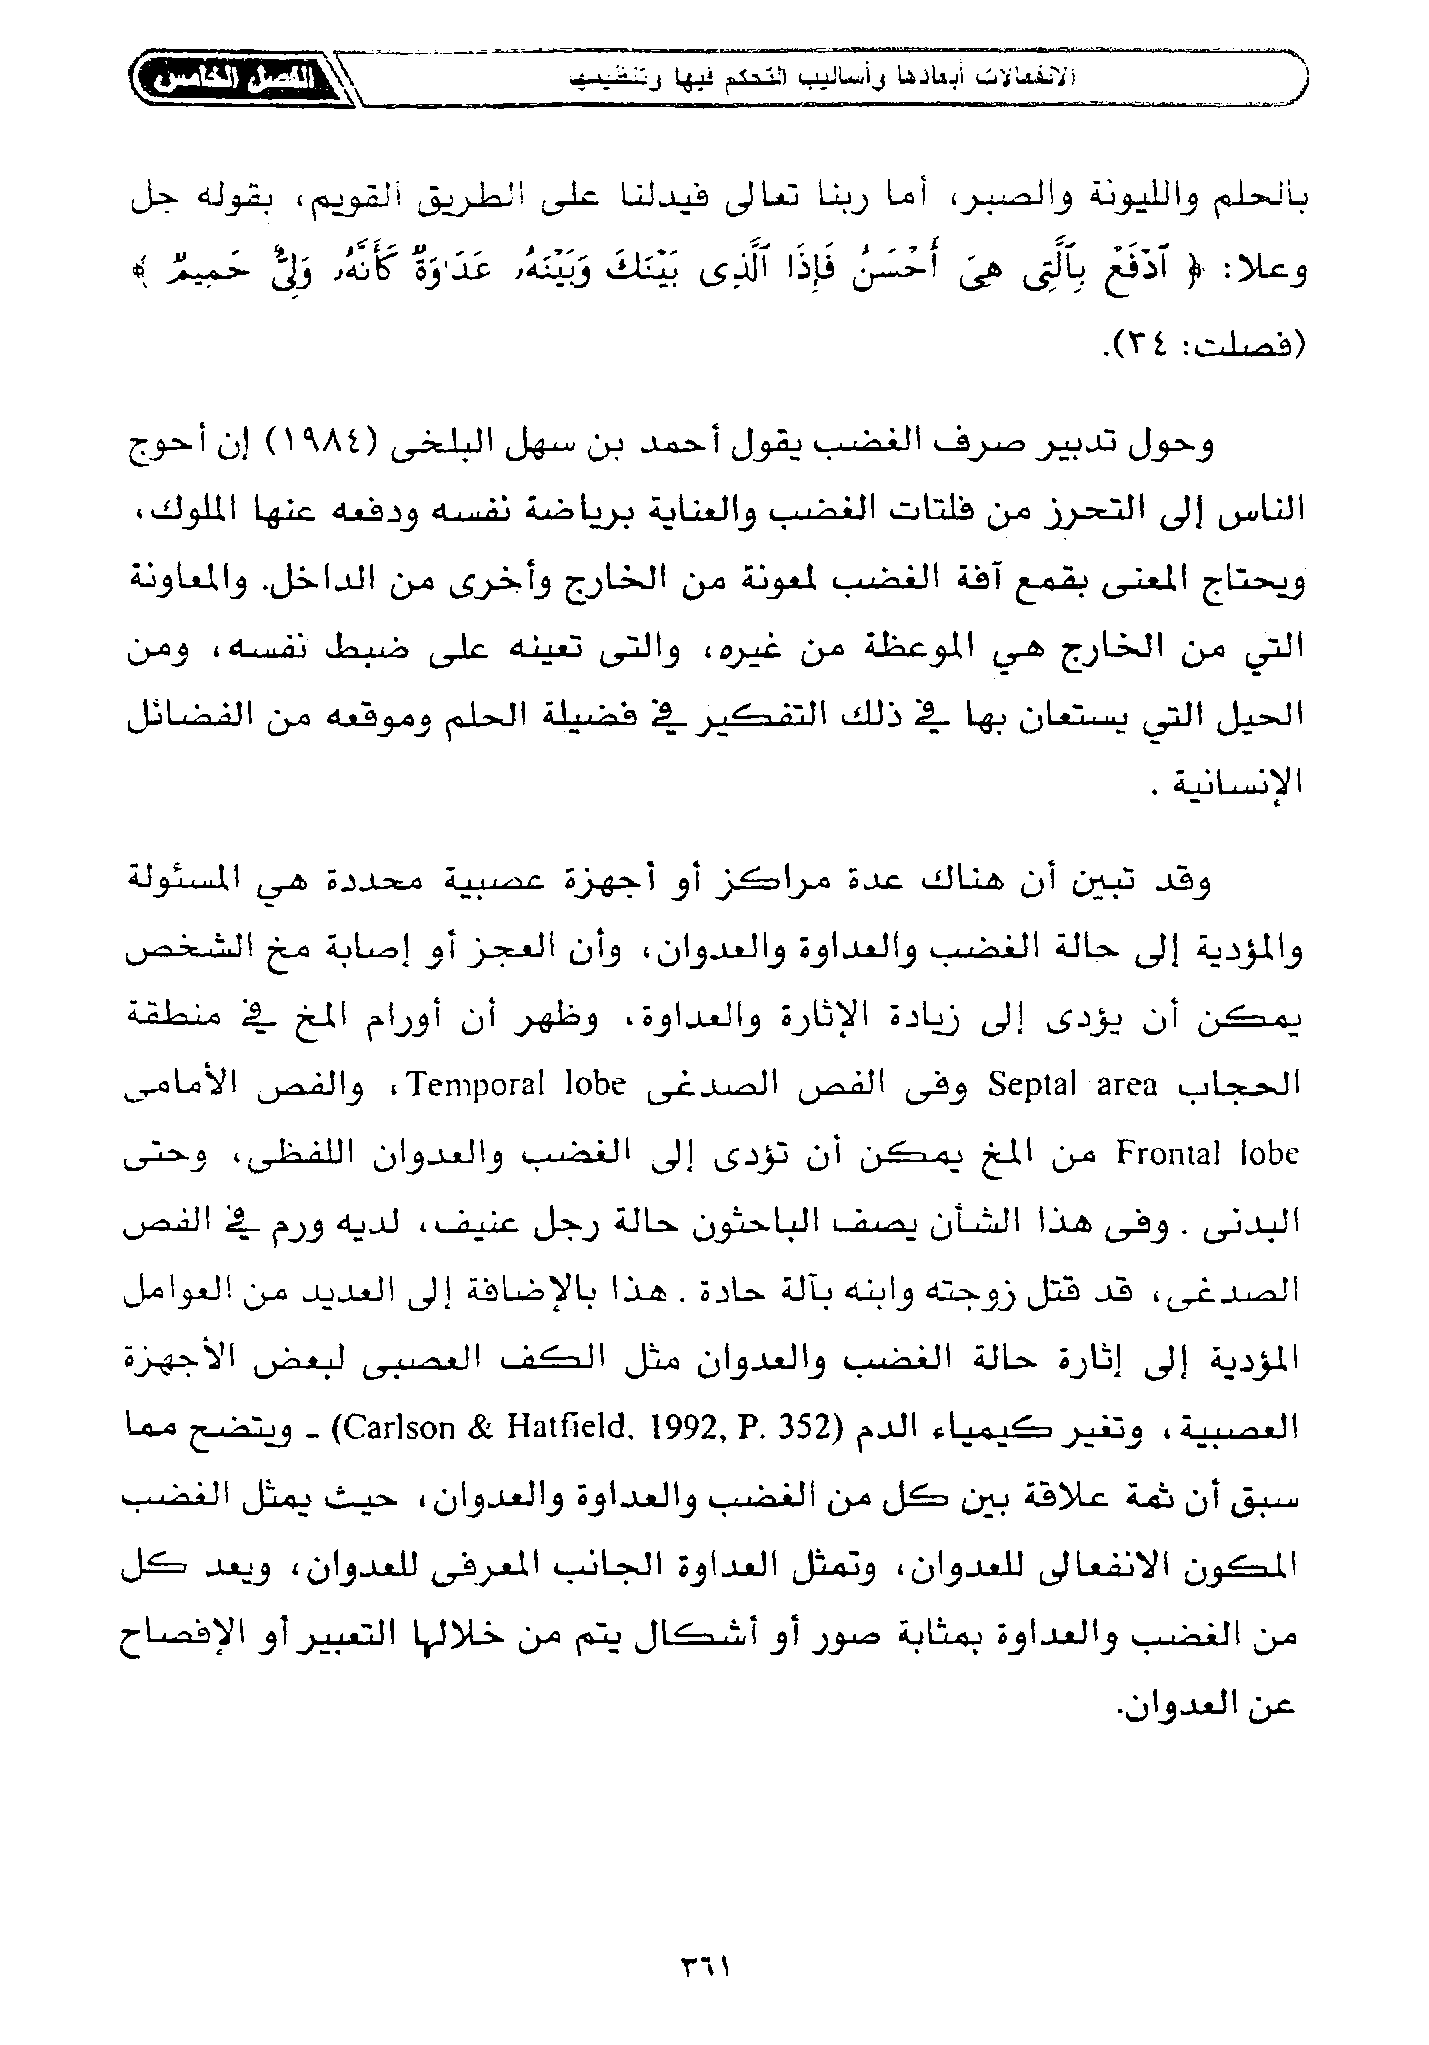 الانفعالات أبعادها وأساليب التحكم فيها وتنظيمها
الفصل الخامس
بالحلم والليونة والصبر، أما ربنا تعالى فيدلنا على الطريق القويم، بقوله جل
وعلا: ﴿ ٱدْفَعْ بِٱلَّتِى هِىَ أَحْسَنُ فَإِذَا ٱلَّذِى بَيْنَكَ وَبَيْنَهُۥ عَدَٰوَةٌ كَأَنَّهُۥ وَلِىٌّ حَمِيمٌ ﴾
(فصلت: ٣٤).
وحول تدبير صرف الغضب يقول أحمد بن سهل البلخى (١٩٨٤) إن أحوج
الناس إلى التحرز من فلتات الغضب والعناية برياضة نفسه ودفعه عنها الملوك،
ويحتاج المعنى بقمع آفة الغضب لمعونة من الخارج وأخرى من الداخل. والمعاونة
التي من الخارج هي الموعظة من غيره، والتى تعينه على ضبط نفسه، ومن
الحيل التي يستعان بها في ذلك التفكير في فضيلة الحلم وموقعه من الفضائل
الإنسانية .
وقد تبين أن هناك عدة مراكز أو أجهزة عصبية محددة هي المسئولة
والمؤدية إلى حالة الغضب والعداوة والعدوان، وأن العجز أو إصابة مخ الشخص
يمكن أن يؤدى إلى زيادة الإثارة والعداوة. وظهر أن أورام المخ في منطقة
الحجاب Septal area وفى الفص الصدغى Temporal lobe، والفص الأمامى
Frontal lobe من المخ يمكن أن تؤدى إلى الغضب والعدوان اللفظى، وحتى
البدنى . وفى هذا الشأن يصف الباحثون حالة رجل عنيف، لديه ورم في الفص
الصدغى، قد قتل زوجته وابنه بآلة حادة . هذا بالإضافة إلى العديد من العوامل
المؤدية إلى إثارة حالة الغضب والعدوان مثل الكف العصبى لبعض الأجهزة
العصبية، وتغير كيمياء الدم (Carlson & Hatfield. 1992, P. 352) ـ ويتضح مما
سبق أن ثمة علاقة بين كل من الغضب والعداوة والعدوان، حيث يمثل الغضب
المكون الانفعالى للعدوان، وتمثل العداوة الجانب المعرفى للعدوان، ويعد كل
من الغضب والعداوة بمثابة صور أو أشكال يتم من خلالها التعبير أو الإفصاح
عن العدوان.
٣٦١